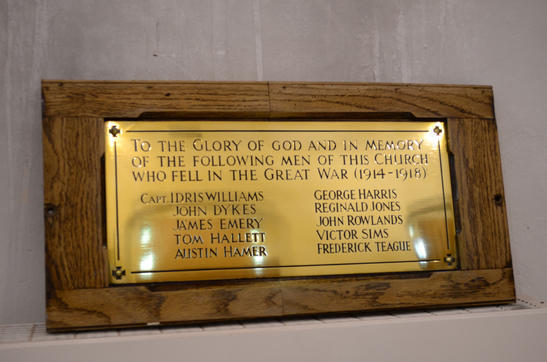 TO THE GLORY OF GOD AND IN MEMORY
OF THE FOLLOWING MEN OF THIS CHURCH
WHO FELL IN THE GREAT WAR (1914-1918)
CAPT. IDRIS WILLIAMS
JOHN DYKES
JAMES EMERY
TOM HALLETT
AUSTIN HAMER
GEORGE HARRIS
REGINALD JONES
JOHN ROWLANDS
VICTOR SIMS
FREDERICK TEAGUE